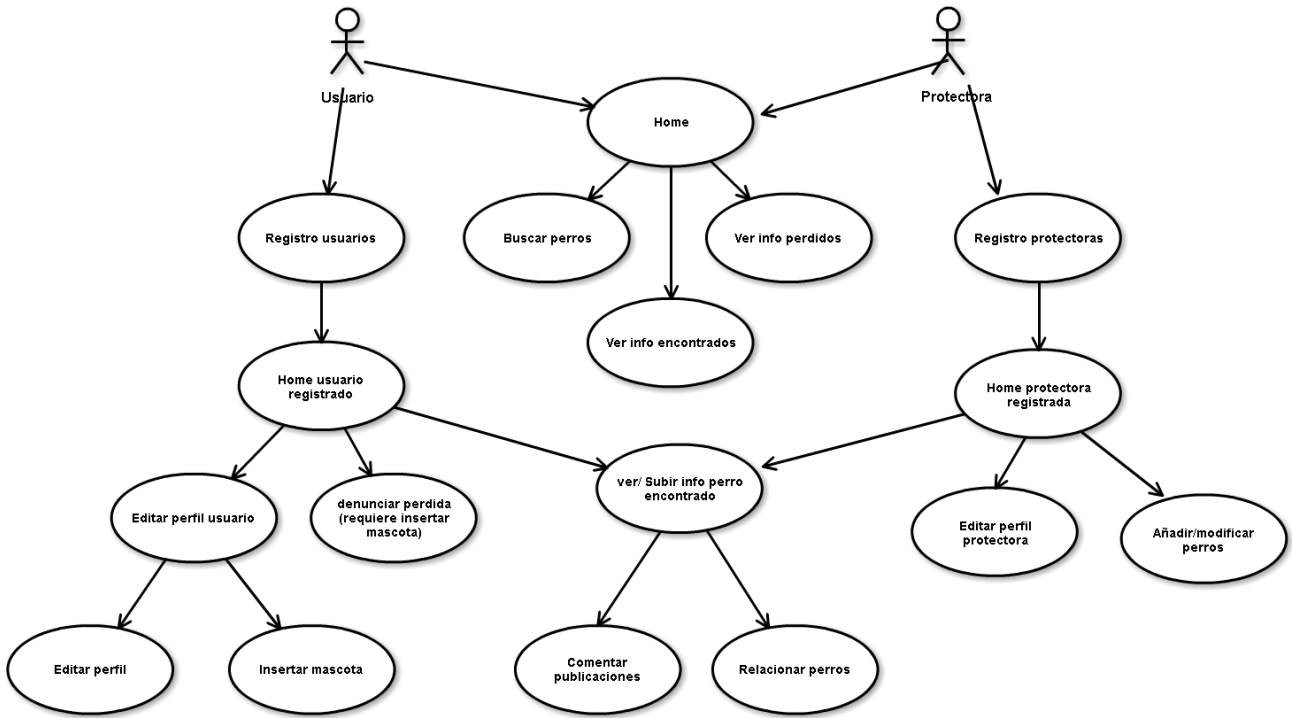 Usuario
Protectora
Home
Registro usuarios
Buscar perros
Ver info perdidos
Registro protectoras
Ver info encontrados
Home usuario
registrado
Home protectora
registrada
ver/ Subir info perro
encontrado
Editar perfil usuario
denunciar perdida
(requiere insertar
mascota)
Editar perfil
protectora
Añadir/modificar
perros
Editar perfil
Insertar mascota
Comentar
publicaciones
Relacionar perros